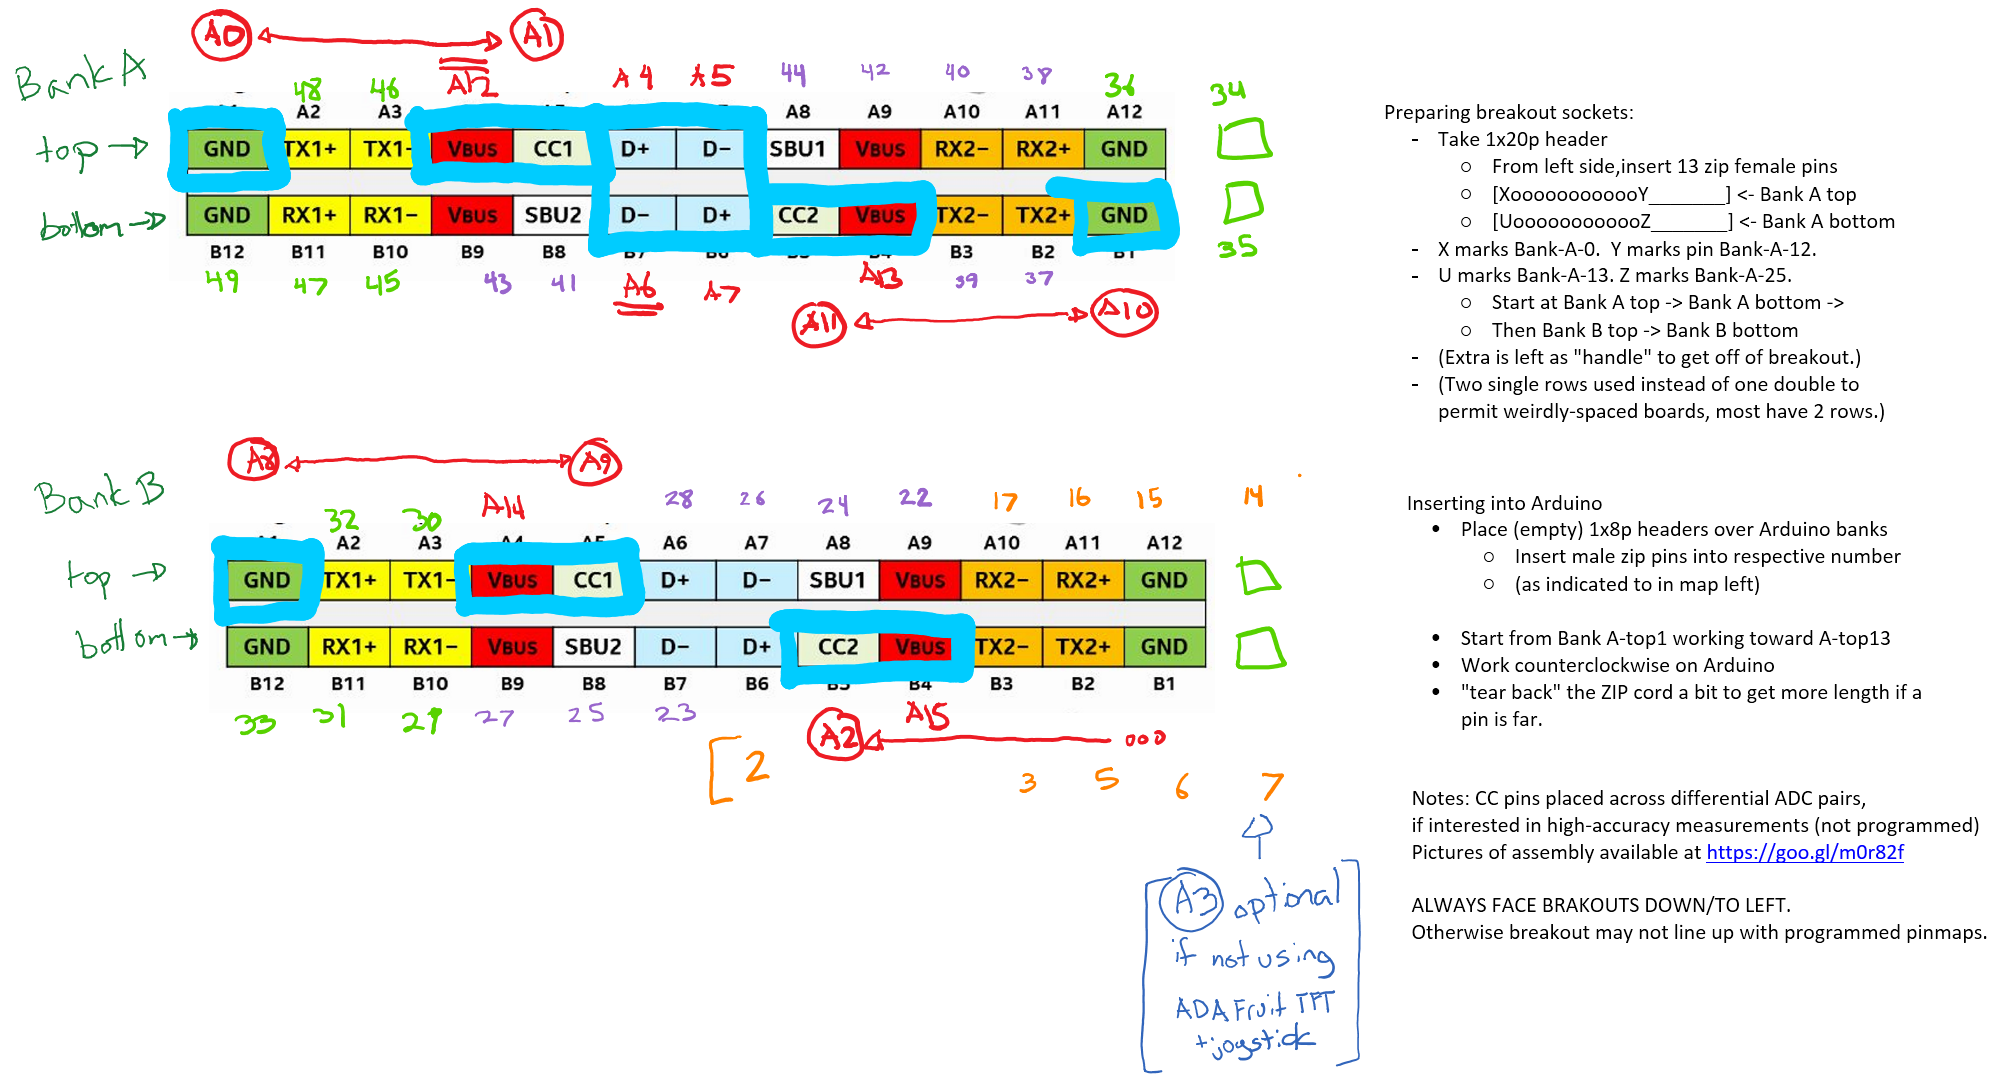 A0 A1
Bank A
48 46 A12 A4 A5 44 42 40 38 36 34
A2 A3 A8 A9 A10 A11 A12
top GND TX1+ TX1- VBUS CC1 D+ D− SBU1 VBUS RX2− RX2+ GND
bottom GND RX1+ RX1− VBUS SBU2 D− D+ CC2 VBUS TX2− TX2+ GND
B12 B11 B10 B9 B8 B7 B6 B5 B4 B3 B2 B1
49 47 45 43 41 A6 A7 A13 39 37 35
A11 A10
A8 A9
Bank B
32 30 A14 28 26 24 22 17 16 15 14
A1 A2 A3 A4 A5 A6 A7 A8 A9 A10 A11 A12
top GND TX1+ TX1- VBUS CC1 D+ D− SBU1 VBUS RX2− RX2+ GND
bottom GND RX1+ RX1− VBUS SBU2 D− D+ CC2 VBUS TX2− TX2+ GND
B12 B11 B10 B9 B8 B7 B6 B5 B4 B3 B2 B1
33 31 29 27 25 23 A15
A2 ooo
[ 2 3 5 6 7
[A3 optional
if not using
ADAFruit TFT
+joystick]
Preparing breakout sockets:
- Take 1x20p header
o From left side,insert 13 zip female pins
o [XoooooooooooY_______] <- Bank A top
o [UoooooooooooZ_______] <- Bank A bottom
- X marks Bank-A-0. Y marks pin Bank-A-12.
- U marks Bank-A-13. Z marks Bank-A-25.
o Start at Bank A top -> Bank A bottom ->
o Then Bank B top -> Bank B bottom
- (Extra is left as "handle" to get off of breakout.)
- (Two single rows used instead of one double to
permit weirdly-spaced boards, most have 2 rows.)
Inserting into Arduino
• Place (empty) 1x8p headers over Arduino banks
o Insert male zip pins into respective number
o (as indicated to in map left)
• Start from Bank A-top1 working toward A-top13
• Work counterclockwise on Arduino
• "tear back" the ZIP cord a bit to get more length if a
pin is far.
Notes: CC pins placed across differential ADC pairs,
if interested in high-accuracy measurements (not programmed)
Pictures of assembly available at https://goo.gl/m0r82f
ALWAYS FACE BRAKOUTS DOWN/TO LEFT.
Otherwise breakout may not line up with programmed pinmaps.